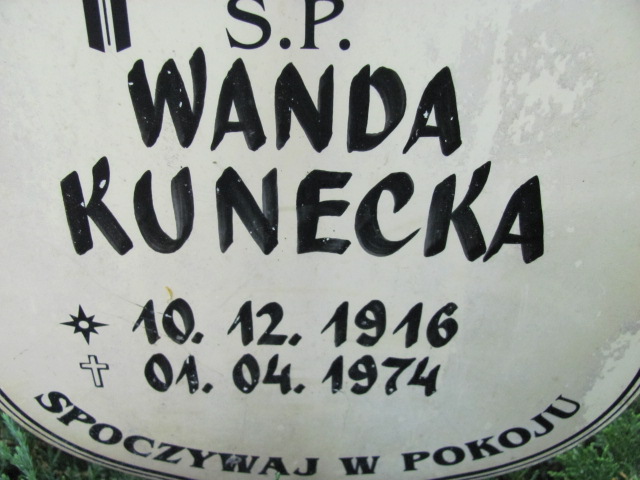 S.P.
WANDA
KUNECKA
10. 12. 1916
01. 04. 1974
SPOCZYWAJ W POKOJU